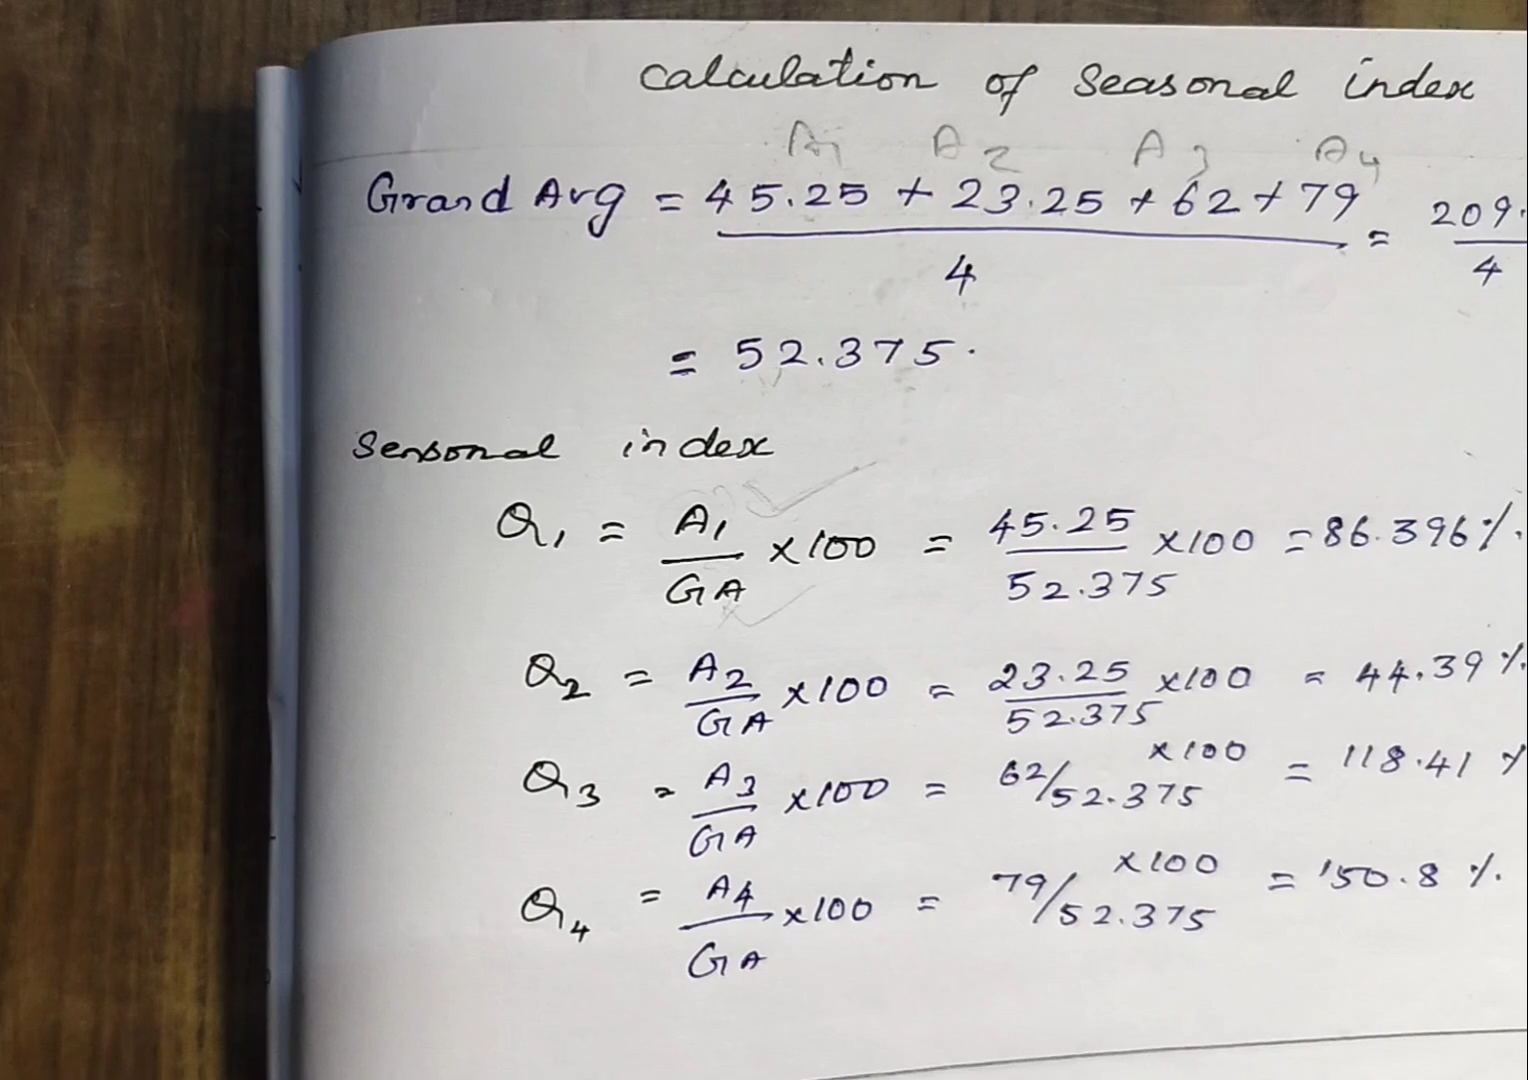 calculation of seasonal index
A1 A2 A3 A4
Grand Avg = 45.25 + 23.25 + 62 + 79 / 4 = 209. / 4
= 52.375.
Sensonal index
Q1 = A1/GA x100 = 45.25/52.375 x100 = 86.396%.
Q2 = A2/GA x100 = 23.25/52.375 x100 = 44.39%.
Q3 = A3/GA x100 = 62/52.375 x100 = 118.41 %
Q4 = A4/GA x100 = 79/52.375 x100 = 150.8 %.